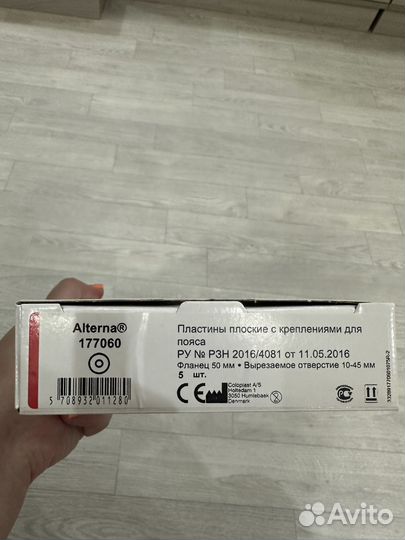 Alterna®
177060
5 708932 011280
Пластины плоские с креплениями для
пояса
РУ № РЗН 2016/4081 от 11.05.2016
Фланец 50 мм • Вырезаемое отверстие 10-45 мм
5 шт.
CE
Coloplast A/S
Holtedam 1
3050 Humlebaek
Denmark
Avito